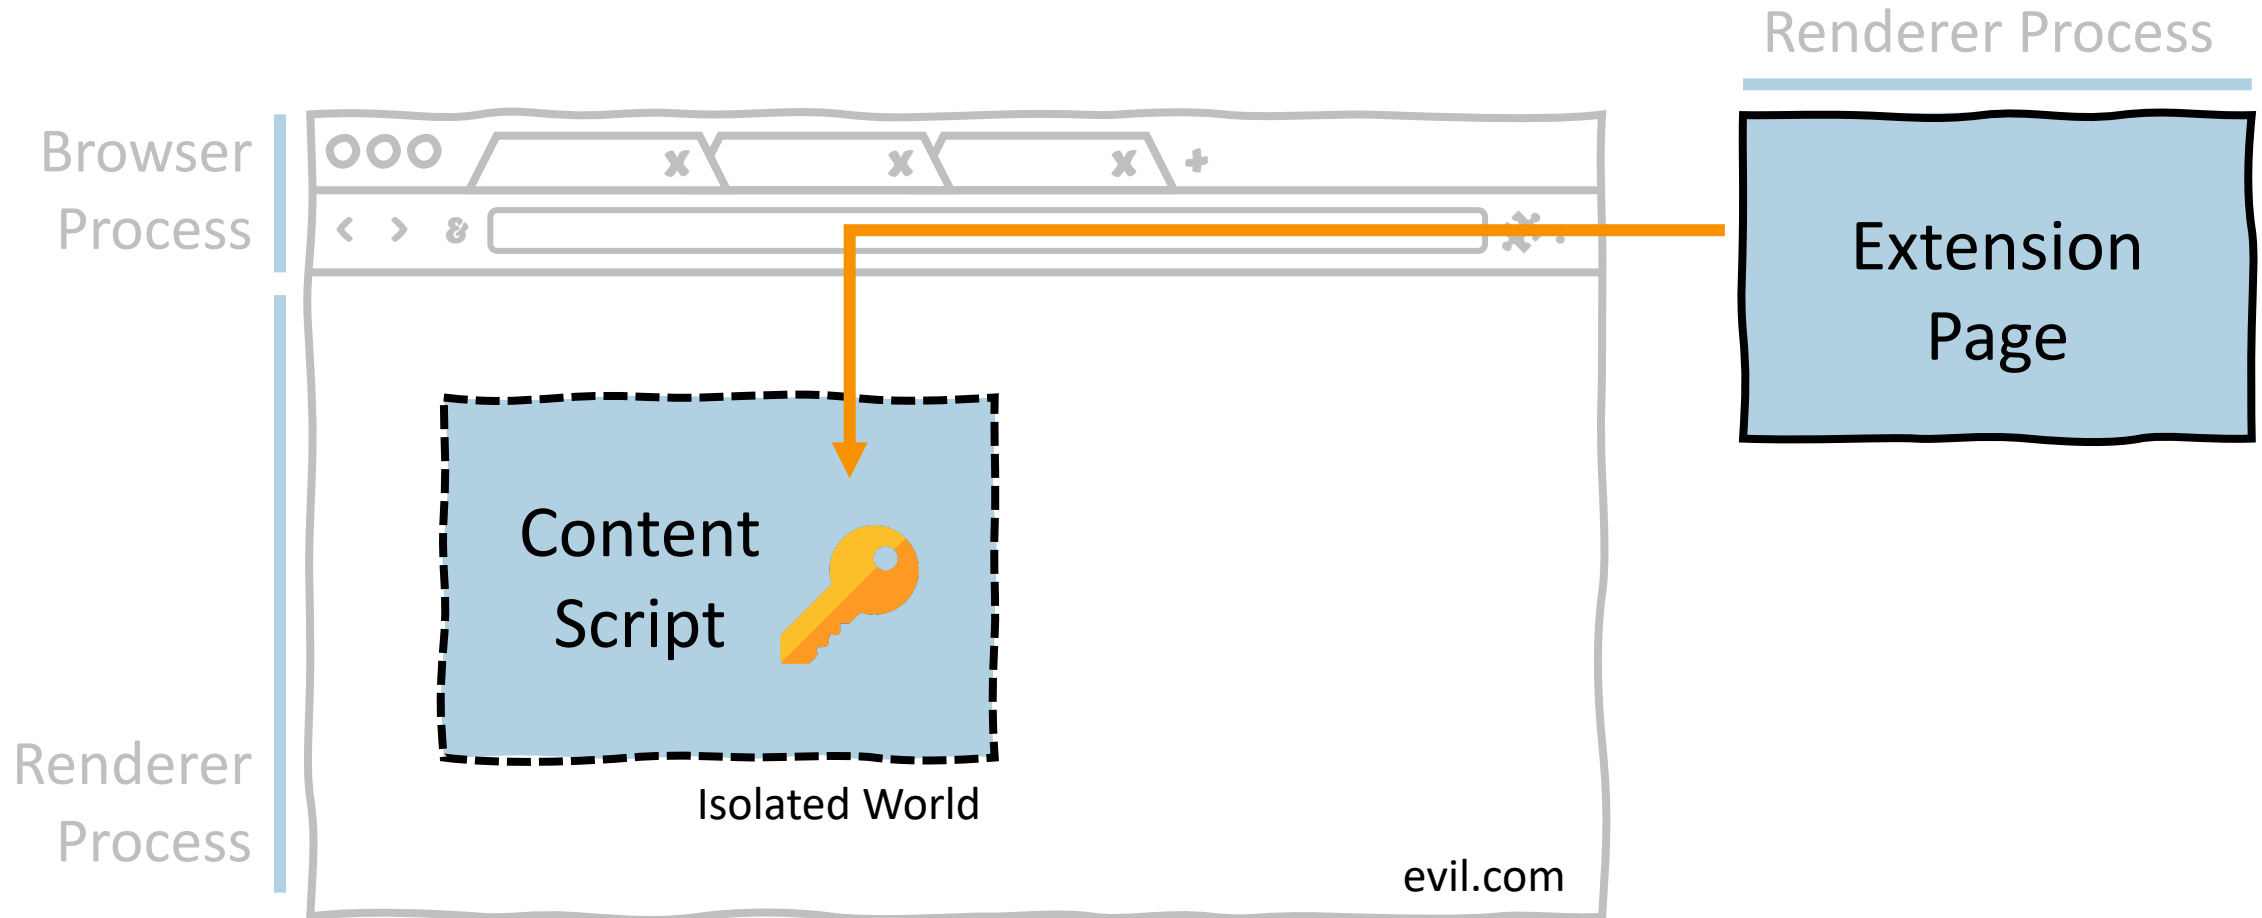 Renderer Process
Browser
Process
x x x +
< > &
Extension
Page
Content
Script
Isolated World
Renderer
Process
evil.com